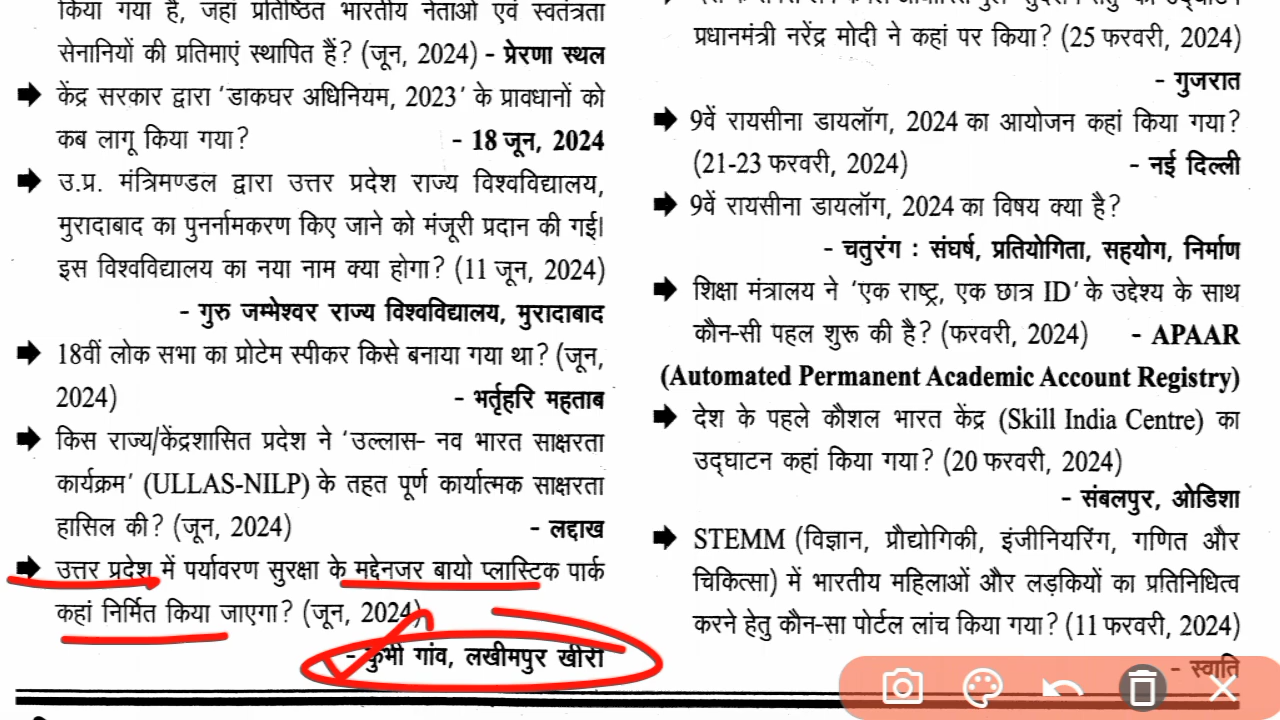 किया गया है, जहां प्रतिष्ठित भारतीय नेताओं एवं स्वतंत्रता
सेनानियों की प्रतिमाएं स्थापित हैं? (जून, 2024) - प्रेरणा स्थल
केंद्र सरकार द्वारा 'डाकघर अधिनियम, 2023' के प्रावधानों को
कब लागू किया गया? - 18 जून, 2024
उ.प्र. मंत्रिमण्डल द्वारा उत्तर प्रदेश राज्य विश्वविद्यालय,
मुरादाबाद का पुनर्नामकरण किए जाने को मंजूरी प्रदान की गई।
इस विश्वविद्यालय का नया नाम क्या होगा? (11 जून, 2024)
- गुरु जम्भेश्वर राज्य विश्वविद्यालय, मुरादाबाद
18वीं लोक सभा का प्रोटेम स्पीकर किसे बनाया गया था? (जून,
2024) - भर्तृहरि महताब
किस राज्य/केंद्रशासित प्रदेश ने 'उल्लास- नव भारत साक्षरता
कार्यक्रम' (ULLAS-NILP) के तहत पूर्ण कार्यात्मक साक्षरता
हासिल की? (जून, 2024) - लद्दाख
उत्तर प्रदेश में पर्यावरण सुरक्षा के मद्देनजर बायो प्लास्टिक पार्क
कहां निर्मित किया जाएगा? (जून, 2024)
- कुंभी गांव, लखीमपुर खीरी
प्रधानमंत्री नरेंद्र मोदी ने कहां पर किया? (25 फरवरी, 2024)
- गुजरात
9वें रायसीना डायलॉग, 2024 का आयोजन कहां किया गया?
(21-23 फरवरी, 2024) - नई दिल्ली
9वें रायसीना डायलॉग, 2024 का विषय क्या है?
- चतुरंग : संघर्ष, प्रतियोगिता, सहयोग, निर्माण
शिक्षा मंत्रालय ने 'एक राष्ट्र, एक छात्र ID' के उद्देश्य के साथ
कौन-सी पहल शुरू की है? (फरवरी, 2024) - APAAR
(Automated Permanent Academic Account Registry)
देश के पहले कौशल भारत केंद्र (Skill India Centre) का
उद्घाटन कहां किया गया? (20 फरवरी, 2024)
- संबलपुर, ओडिशा
STEMM (विज्ञान, प्रौद्योगिकी, इंजीनियरिंग, गणित और
चिकित्सा) में भारतीय महिलाओं और लड़कियों का प्रतिनिधित्व
करने हेतु कौन-सा पोर्टल लांच किया गया? (11 फरवरी, 2024)
- स्वाति